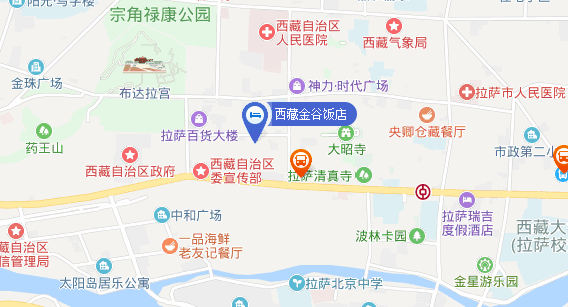 阳光·写字楼
宗角禄康公园
西藏自治区
人民医院
西藏气象局
金珠广场
布达拉宫
神力·时代广场
拉萨市人民医院
西藏金谷饭店
拉萨百货大楼
央卿仓藏餐厅
药王山
大昭寺
市政第二小
西藏自治区政府
西藏自治区
委宣传部
拉萨清真寺
中和广场
拉萨瑞吉
度假酒店
西藏大
(拉萨校
西藏自治区
信管理局
一品海鲜
老友记餐厅
波林卡园
太阳岛居乐公寓
拉萨北京中学
金星游乐园